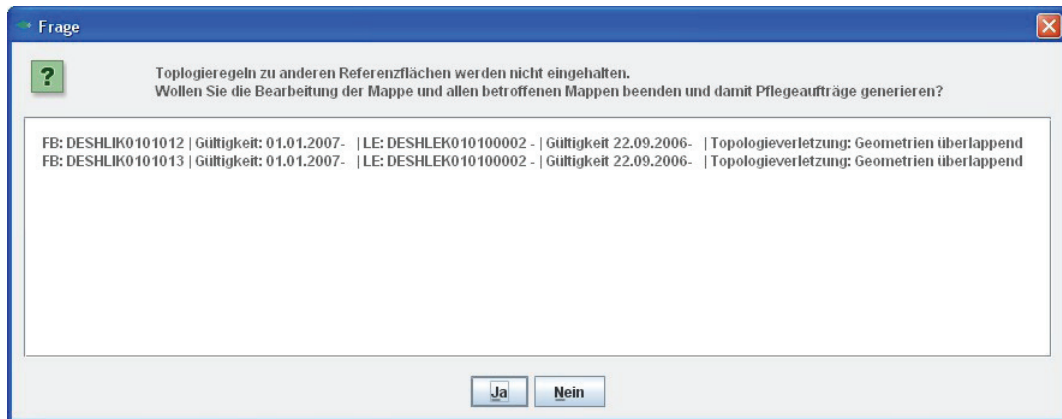 Frage
?
Toplogieregeln zu anderen Referenzflächen werden nicht eingehalten.
Wollen Sie die Bearbeitung der Mappe und allen betroffenen Mappen beenden und damit Pflegeaufträge generieren?
FB: DESHLIK0101012 | Gültigkeit: 01.01.2007- | LE: DESHLEK010100002 - | Gültigkeit 22.09.2006- | Topologieverletzung: Geometrien überlappend
FB: DESHLIK0101013 | Gültigkeit: 01.01.2007- | LE: DESHLEK010100002 - | Gültigkeit 22.09.2006- | Topologieverletzung: Geometrien überlappend
Ja Nein